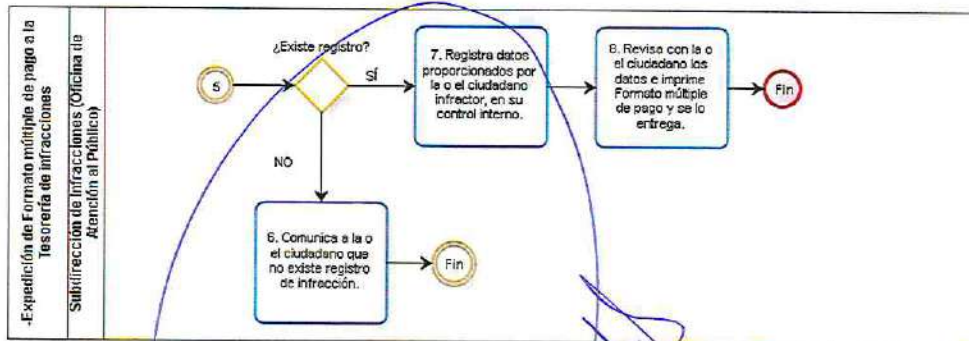 -Expedición de Formato múltiple de pago a la
Tesorería de infracciones
Subdirección de Infracciones (Oficina de
Atención al Público)
5
¿Existe registro?
SÍ
NO
7. Registra datos
proporcionados por
la o el ciudadano
infractor, en su
control interno.
8. Revisa con la o
el ciudadano los
datos e imprime
Formato múltiple
de pago y se lo
entrega.
Fin
6. Comunica a la o
el ciudadano que
no existe registro
de infracción.
Fin